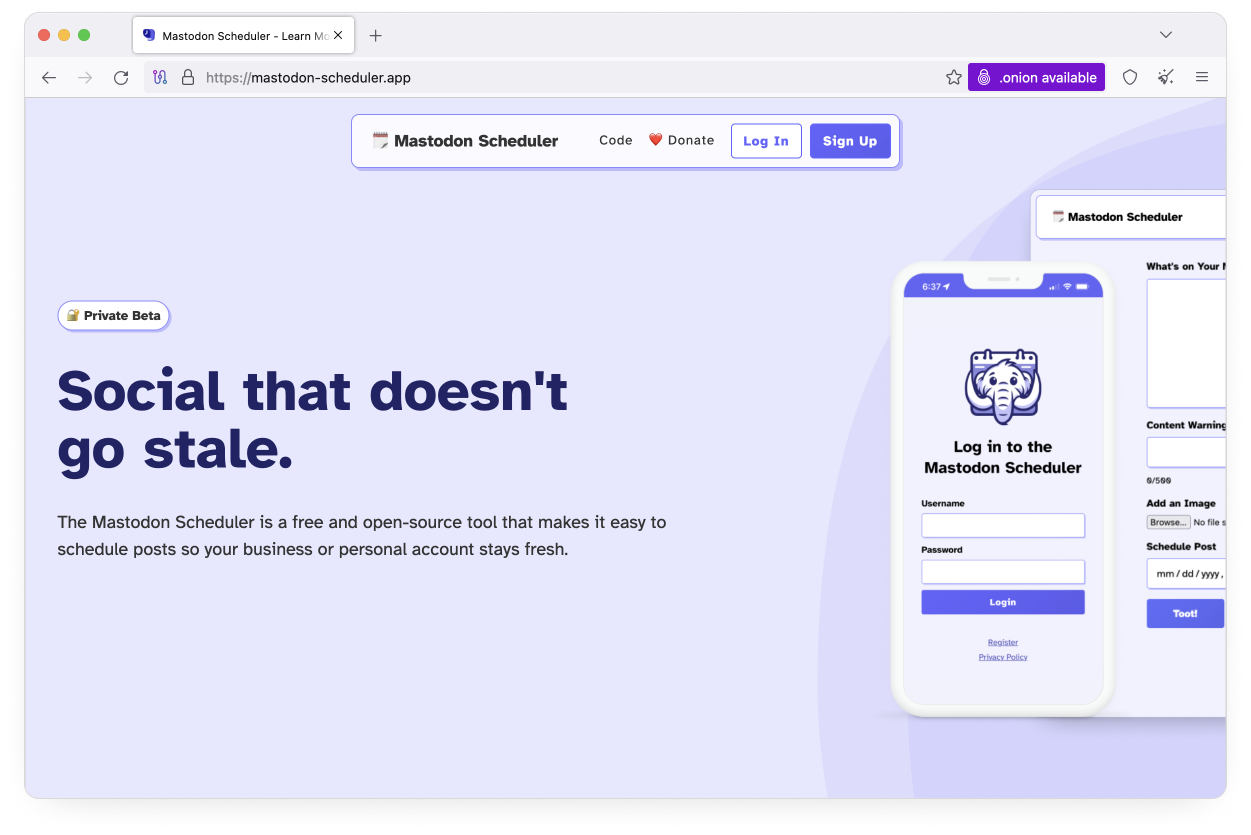 Mastodon Scheduler - Learn Mo
https://mastodon-scheduler.app
.onion available
Mastodon Scheduler
Code
Donate
Log In
Sign Up
Private Beta
Social that doesn't
go stale.
The Mastodon Scheduler is a free and open-source tool that makes it easy to
schedule posts so your business or personal account stays fresh.
6:37
Log in to the
Mastodon Scheduler
Username
Password
Login
Register
Privacy Policy
Mastodon Scheduler
What's on Your
Content Warning
0/500
Add an Image
Browse... No file s
Schedule Post
mm / dd / yyyy,
Toot!